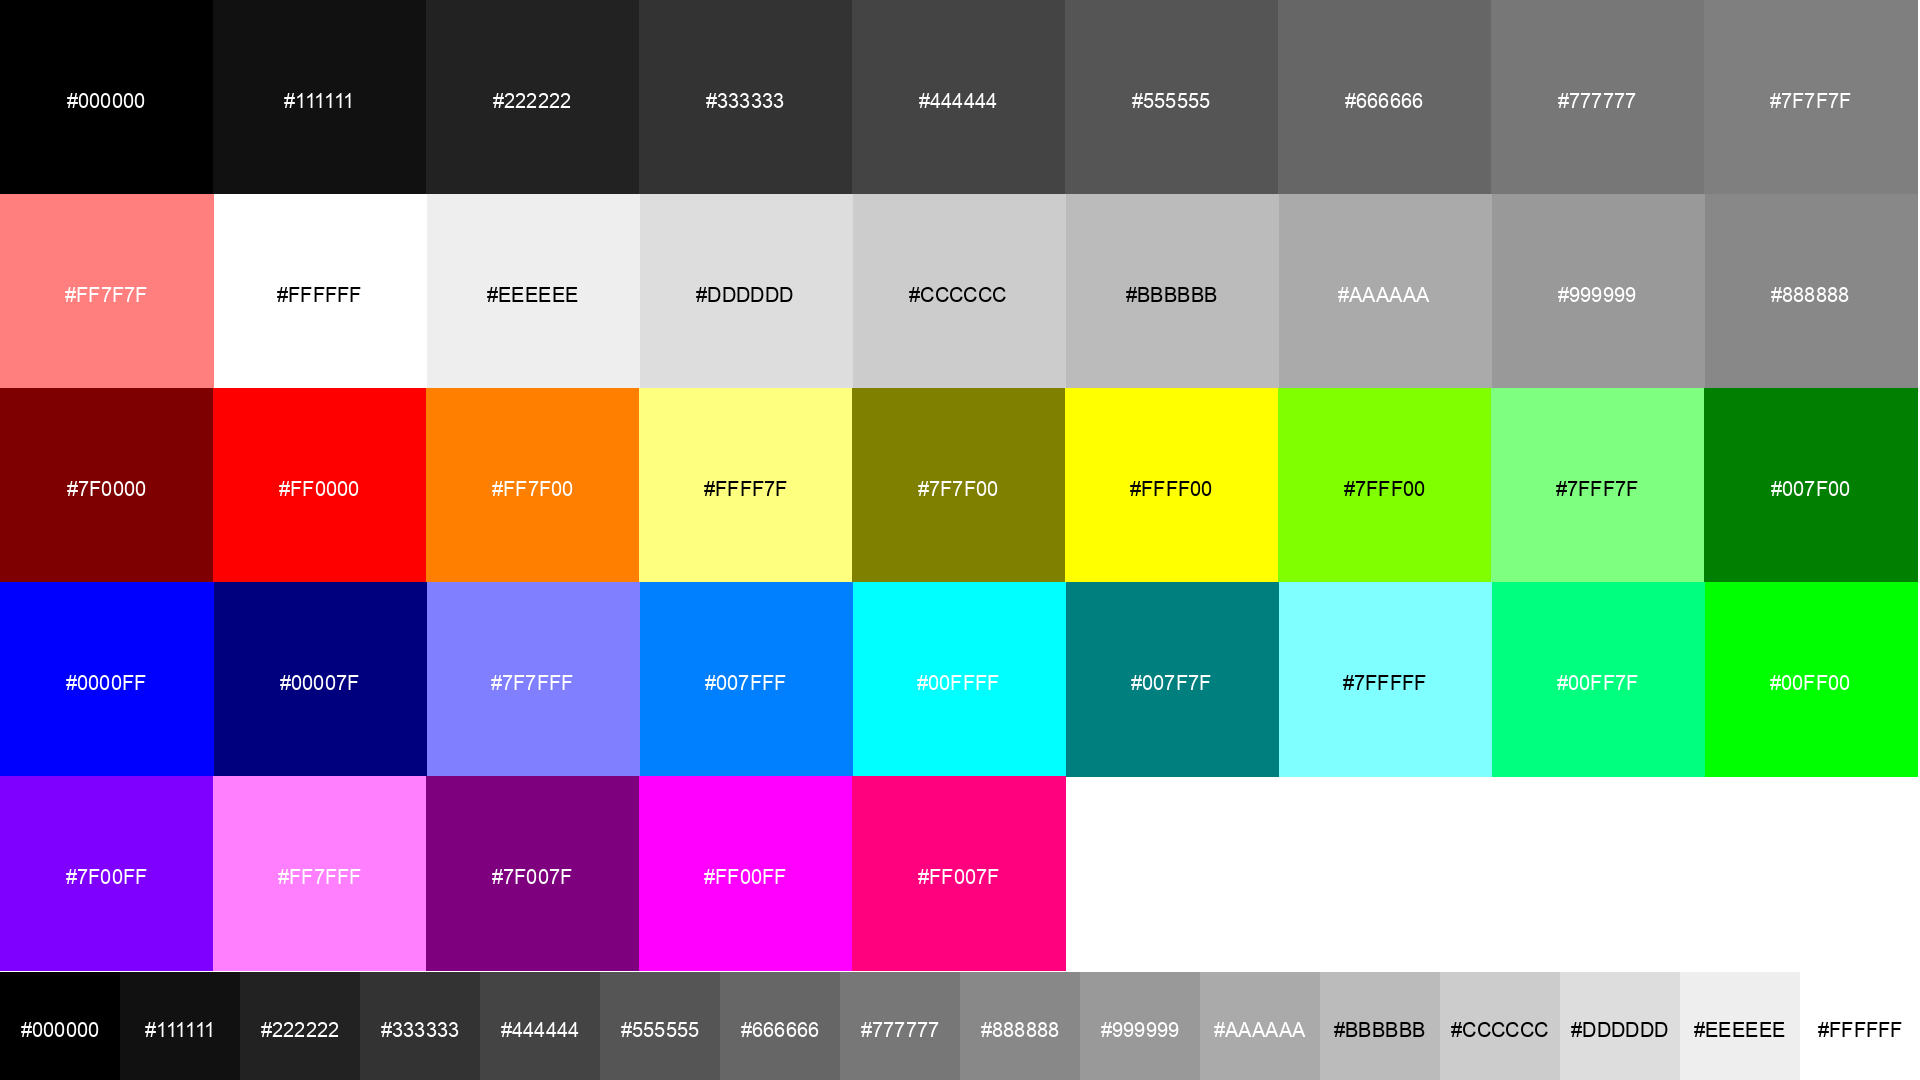 #000000 #111111 #222222 #333333 #444444 #555555 #666666 #777777 #7F7F7F
#FF7F7F #FFFFFF #EEEEEE #DDDDDD #CCCCCC #BBBBBB #AAAAAA #999999 #888888
#7F0000 #FF0000 #FF7F00 #FFFF7F #7F7F00 #FFFF00 #7FFF00 #7FFF7F #007F00
#0000FF #00007F #7F7FFF #007FFF #00FFFF #007F7F #7FFFFF #00FF7F #00FF00
#7F00FF #FF7FFF #7F007F #FF00FF #FF007F
#000000 #111111 #222222 #333333 #444444 #555555 #666666 #777777 #888888 #999999 #AAAAAA #BBBBBB #CCCCCC #DDDDDD #EEEEEE #FFFFFF